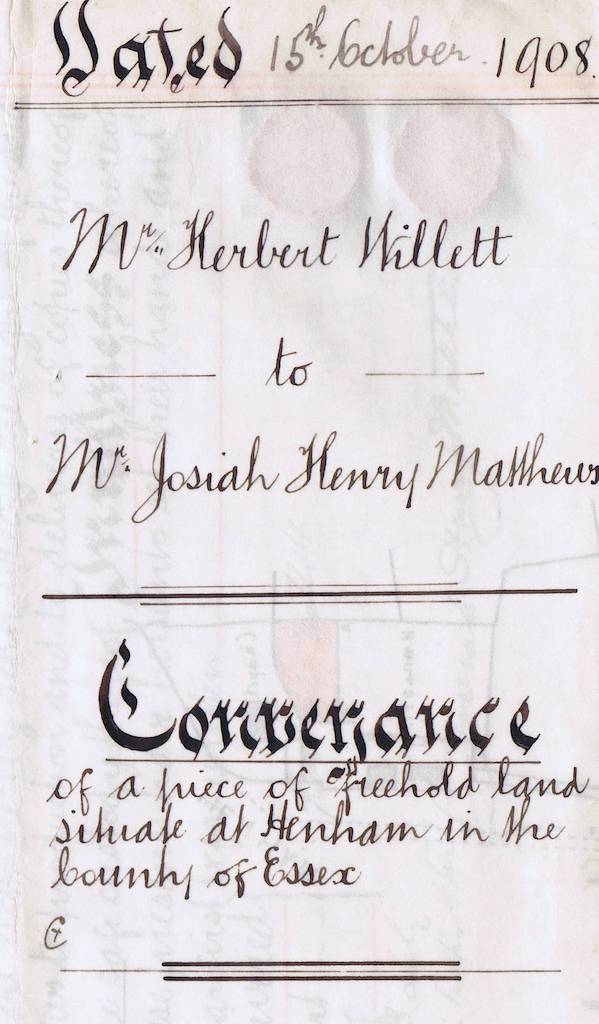 Dated 15th October 1908.
Mr. Herbert Willett
to
Mr. Josiah Henry Matthews
Conveyance
of a piece of Freehold land
situate at Henham in the
County of Essex